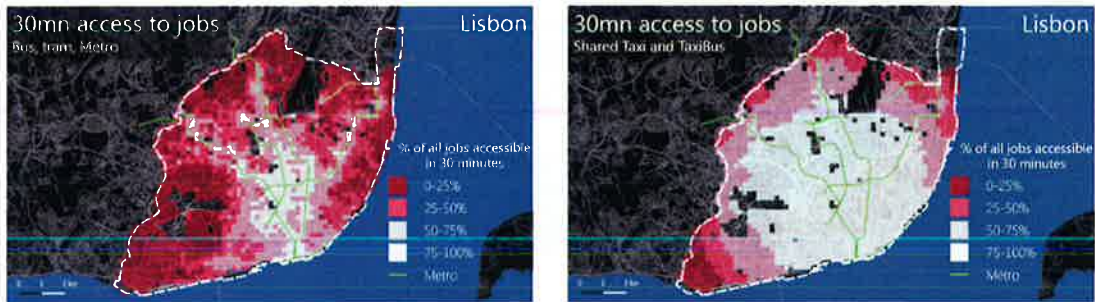 30mn access to jobs
Bus, tram, Metro
Lisbon
% of all jobs accessible
in 30 minutes
0-25%
25-50%
50-75%
75-100%
Metro
30mn access to jobs
Shared Taxi and TaxiBus
Lisbon
% of all jobs accessible
in 30 minutes
0-25%
25-50%
50-75%
75-100%
Metro